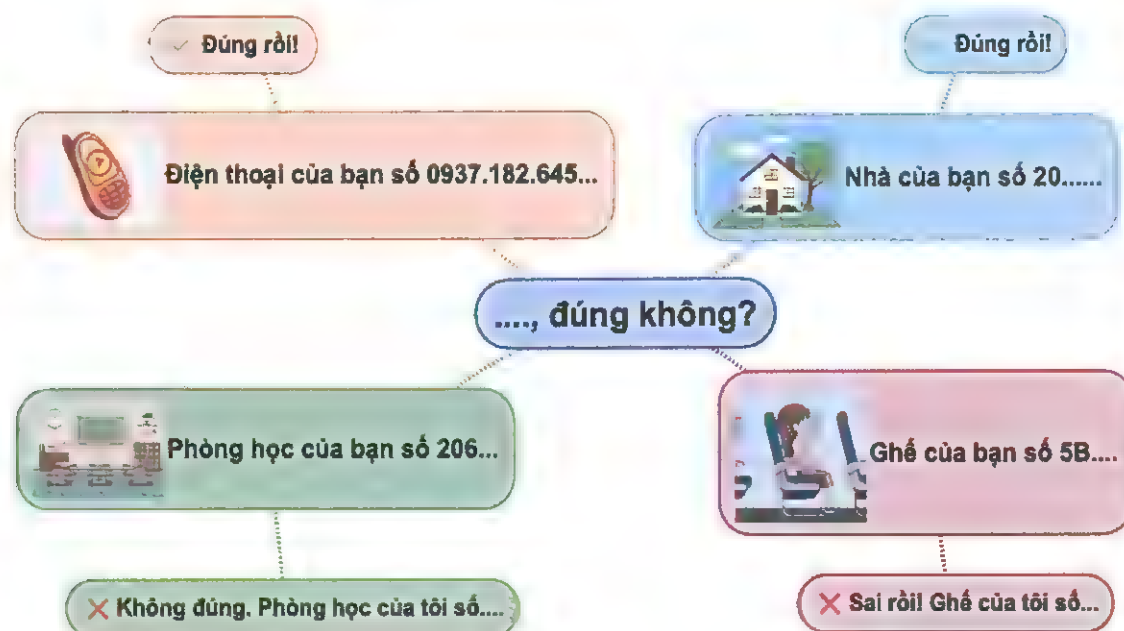 Đúng rồi!
Đúng rồi!
Điện thoại của bạn số 0937.182.645...
Nhà của bạn số 20......
...., đúng không?
Phòng học của bạn số 206...
Ghế của bạn số 5B....
Không đúng. Phòng học của tôi số....
Sai rồi! Ghế của tôi số...